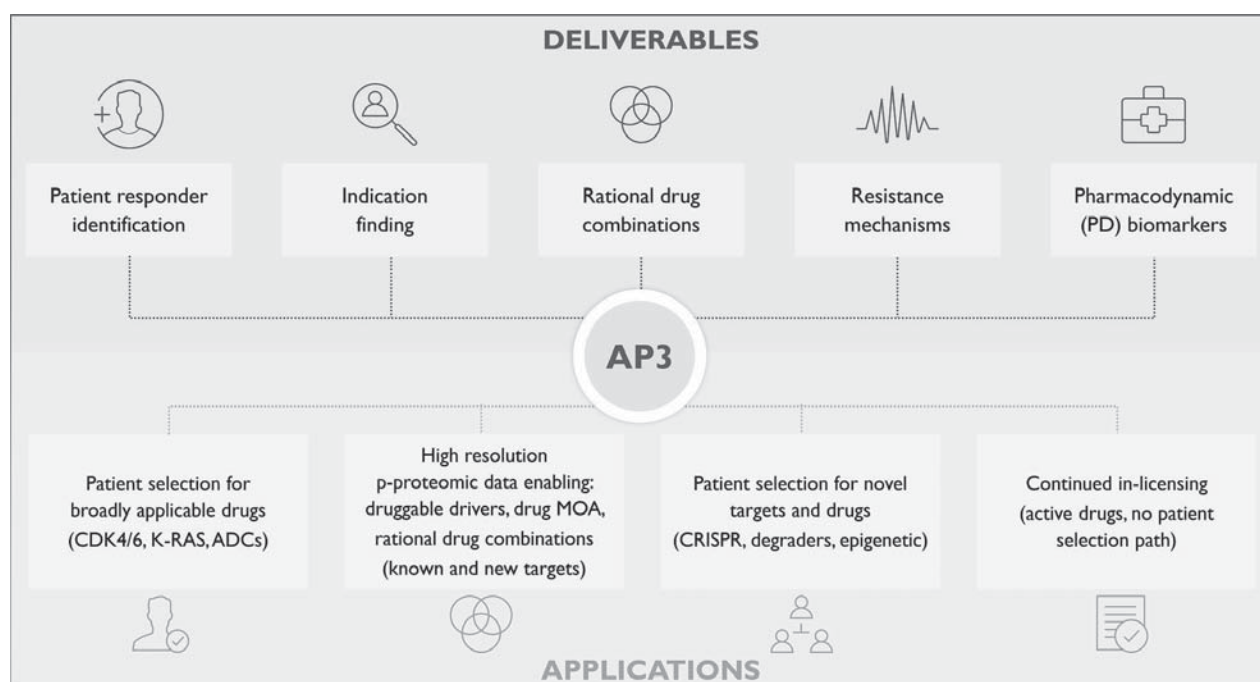 DELIVERABLES
Patient responder
identification
Indication
finding
Rational drug
combinations
Resistance
mechanisms
Pharmacodynamic
(PD) biomarkers
AP3
Patient selection for
broadly applicable drugs
(CDK4/6, K-RAS, ADCs)
High resolution
p-proteomic data enabling:
druggable drivers, drug MOA,
rational drug combinations
(known and new targets)
Patient selection for novel
targets and drugs
(CRISPR, degraders, epigenetic)
Continued in-licensing
(active drugs, no patient
selection path)
APPLICATIONS